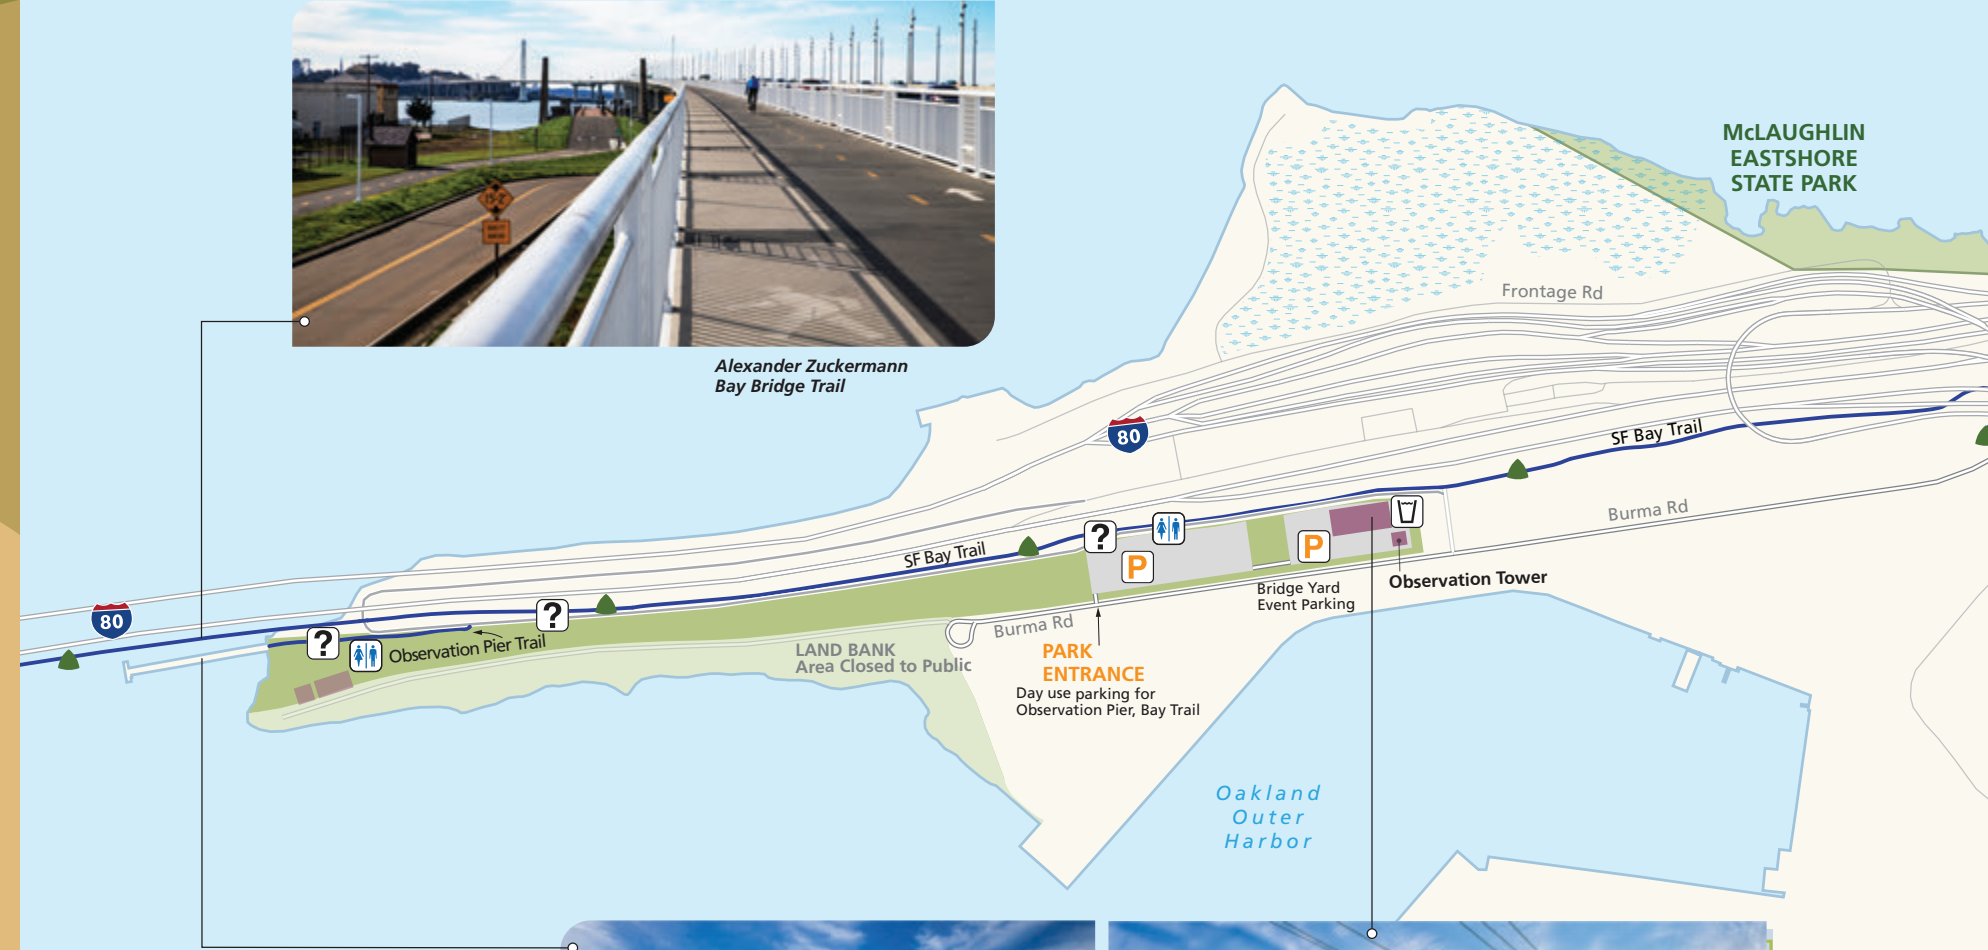 Alexander Zuckermann
Bay Bridge Trail
McLAUGHLIN
EASTSHORE
STATE PARK
Frontage Rd
80
SF Bay Trail
Burma Rd
SF Bay Trail
?
P
P
Observation Tower
Bridge Yard
Event Parking
80
?
?
Observation Pier Trail
Burma Rd
LAND BANK
Area Closed to Public
PARK
ENTRANCE
Day use parking for
Observation Pier, Bay Trail
Oakland
Outer
Harbor